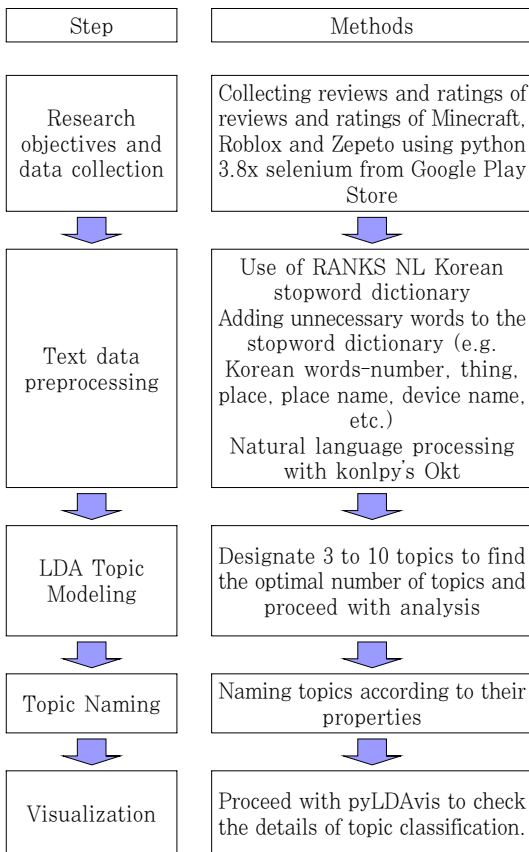 Step
Methods
Research
objectives and
data collection
Collecting reviews and ratings of
reviews and ratings of Minecraft,
Roblox and Zepeto using python
3.8x selenium from Google Play
Store
Text data
preprocessing
Use of RANKS NL Korean
stopword dictionary
Adding unnecessary words to the
stopword dictionary (e.g.
Korean words-number, thing,
place, place name, device name,
etc.)
Natural language processing
with konlpy's Okt
LDA Topic
Modeling
Designate 3 to 10 topics to find
the optimal number of topics and
proceed with analysis
Topic Naming
Naming topics according to their
properties
Visualization
Proceed with pyLDAvis to check
the details of topic classification.